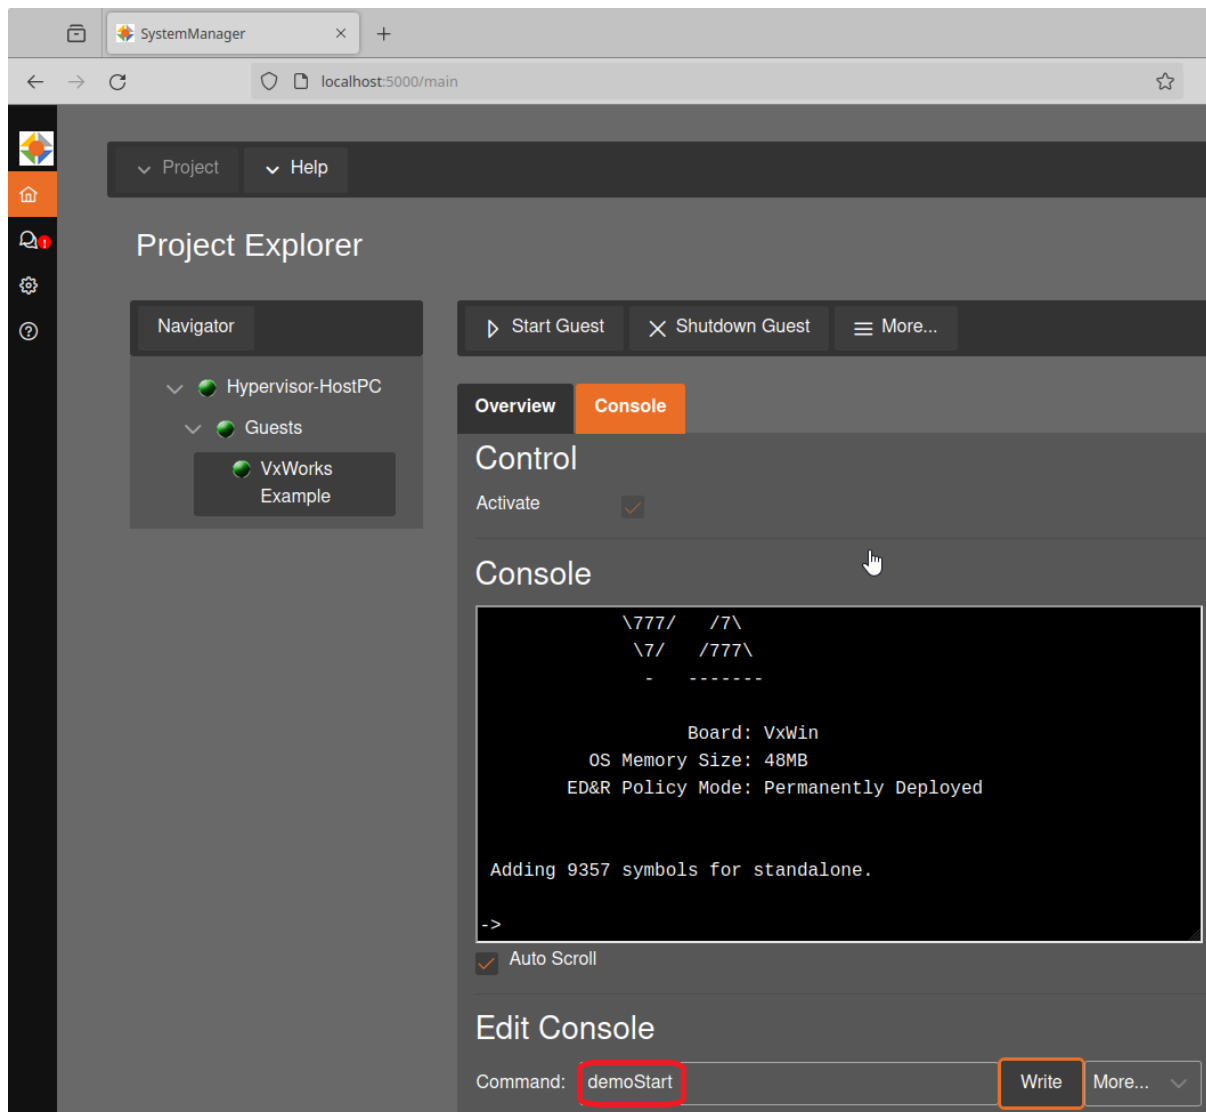 SystemManager
localhost:5000/main
Project Help
Project Explorer
Navigator
Start Guest Shutdown Guest More...
Hypervisor-HostPC
Guests
VxWorks
Example
Overview Console
Control
Activate
Console
\777/   /7\
\7/   /777\
-   -------
Board: VxWin
OS Memory Size: 48MB
ED&R Policy Mode: Permanently Deployed
Adding 9357 symbols for standalone.
->
Auto Scroll
Edit Console
Command: demoStart Write More...